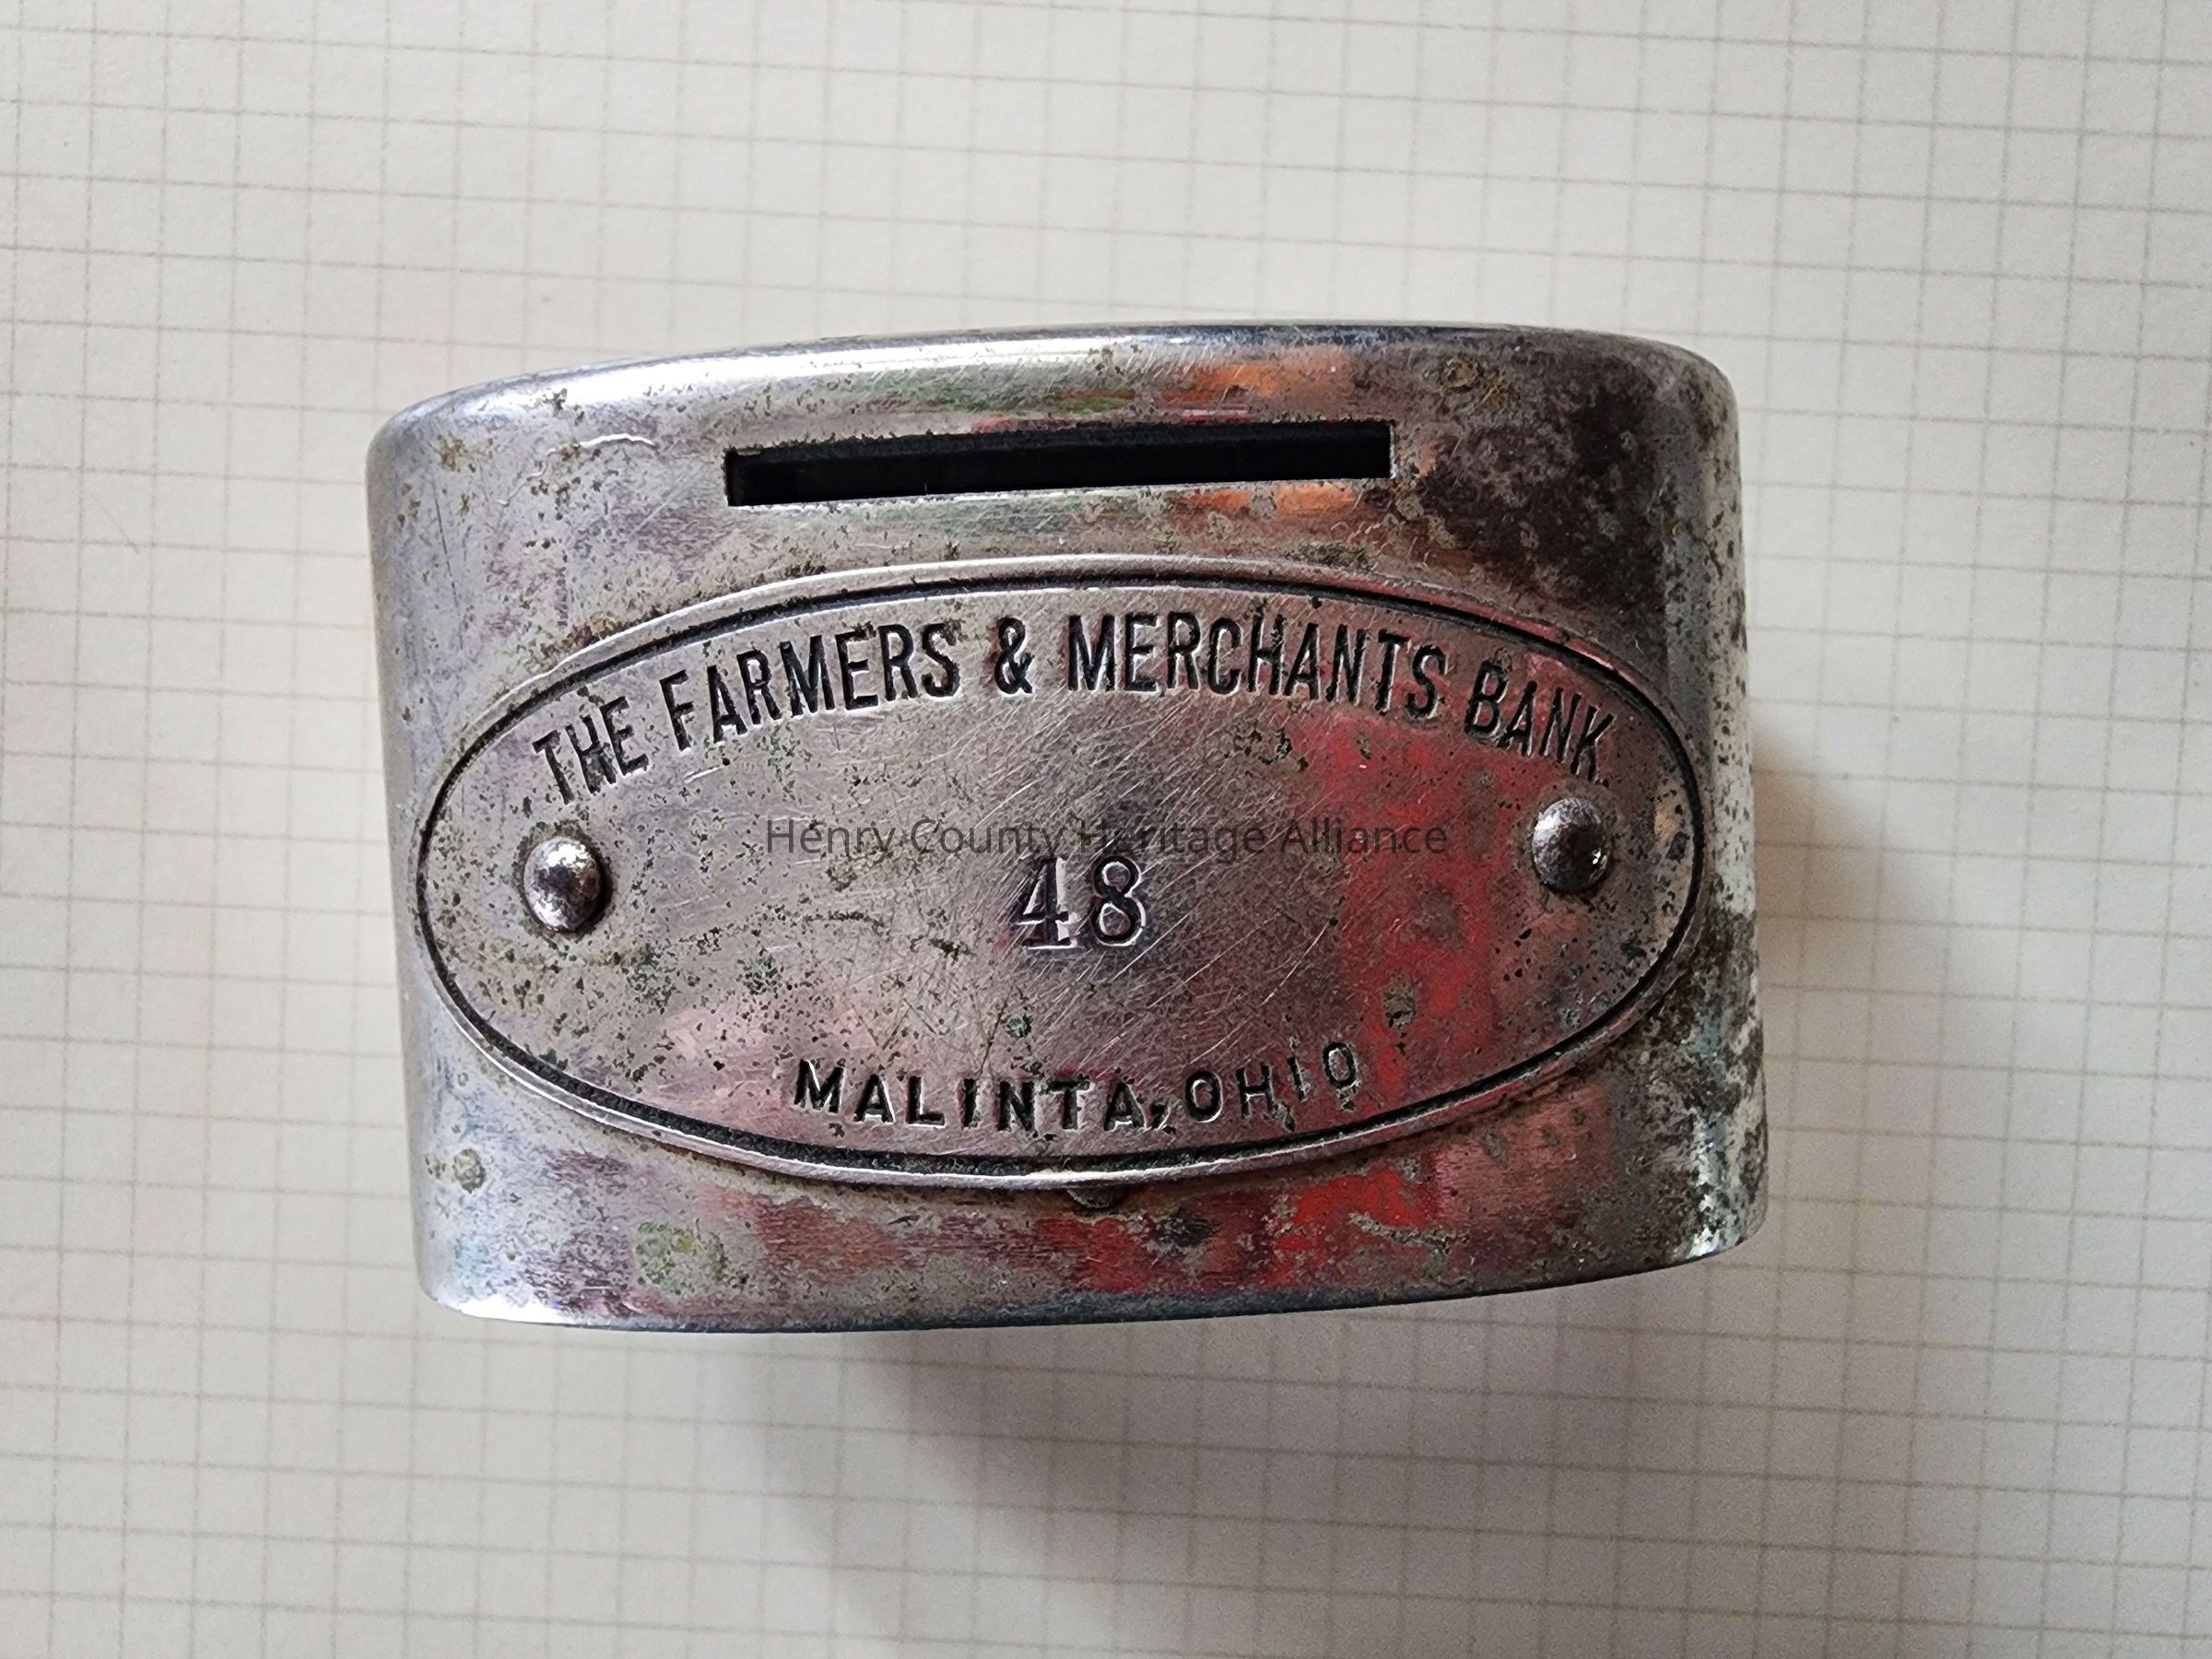 THE FARMERS & MERCHANTS BANK
Henry County Heritage Alliance
48
MALINTA, OHIO